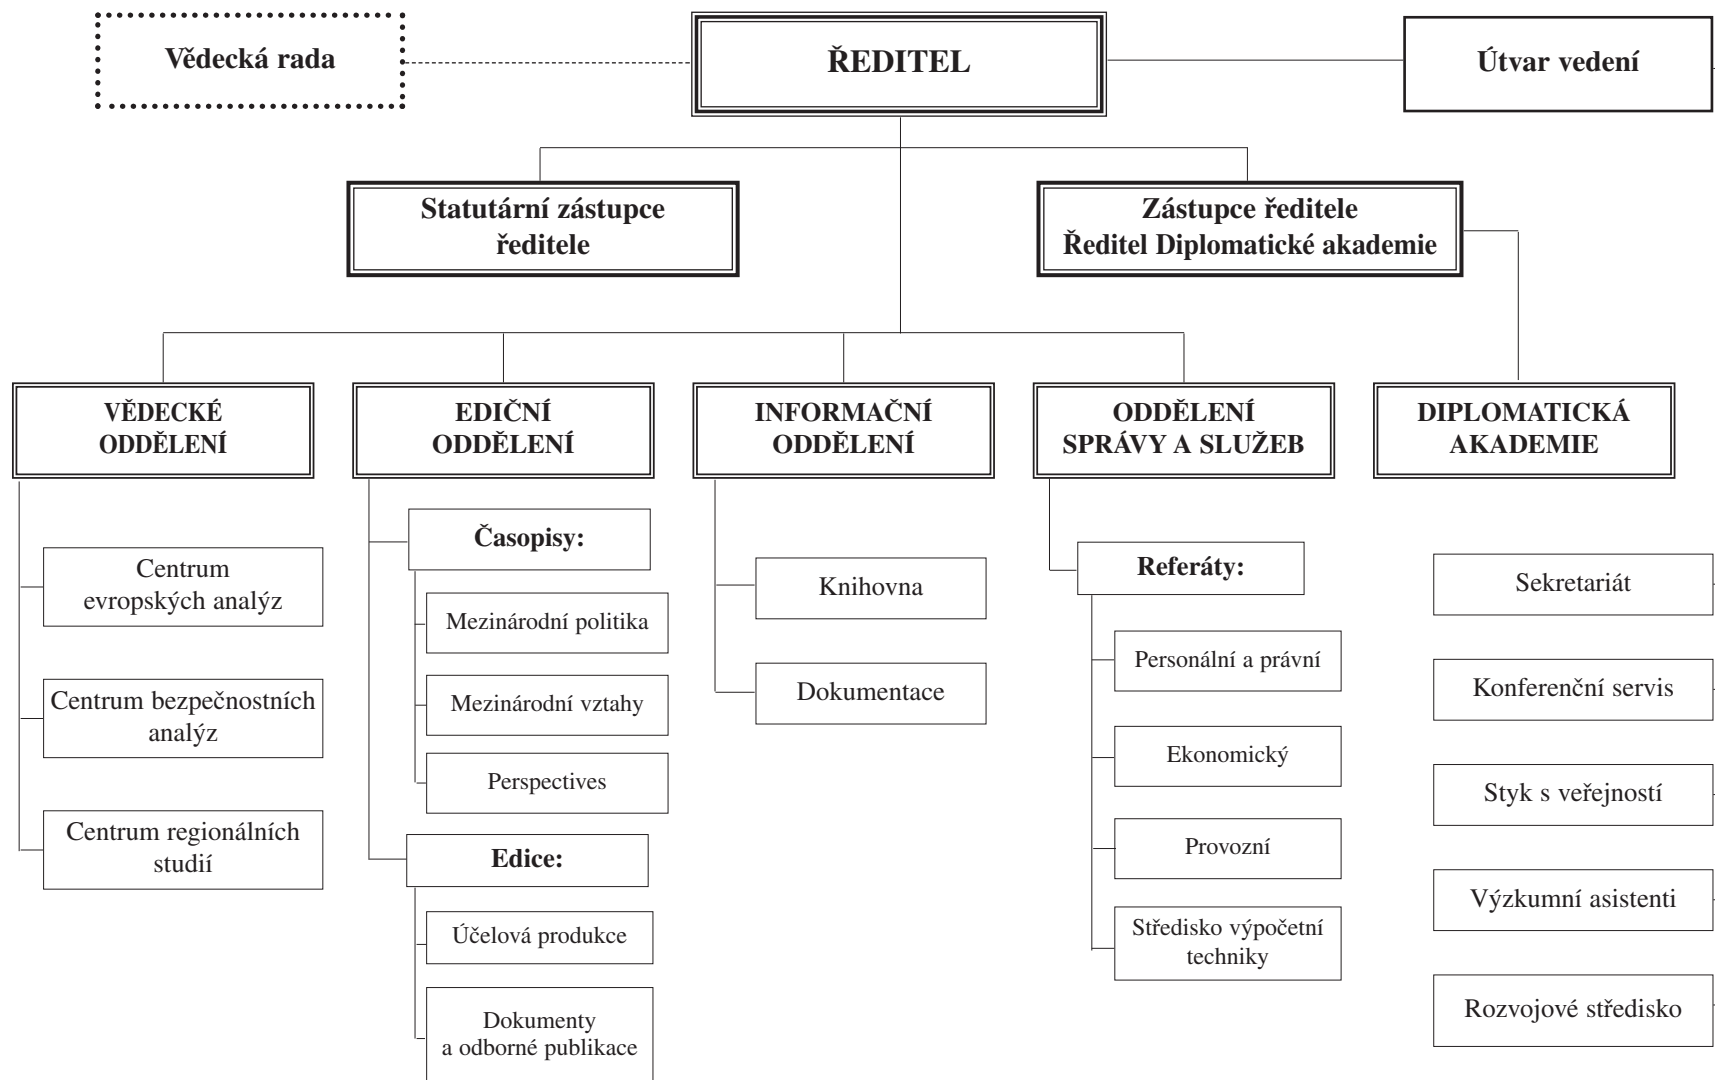 Vědecká rada
ŘEDITEL
Útvar vedení
Statutární zástupce
ředitele
Zástupce ředitele
Ředitel Diplomatické akademie
VĚDECKÉ
ODDĚLENÍ
EDIČNÍ
ODDĚLENÍ
INFORMAČNÍ
ODDĚLENÍ
ODDĚLENÍ
SPRÁVY A SLUŽEB
DIPLOMATICKÁ
AKADEMIE
Centrum
evropských analýz
Centrum bezpečnostních
analýz
Centrum regionálních
studií
Časopisy:
Mezinárodní politika
Mezinárodní vztahy
Perspectives
Edice:
Účelová produkce
Dokumenty
a odborné publikace
Knihovna
Dokumentace
Referáty:
Personální a právní
Ekonomický
Provozní
Středisko výpočetní
techniky
Sekretariát
Konferenční servis
Styk s veřejností
Výzkumní asistenti
Rozvojové středisko